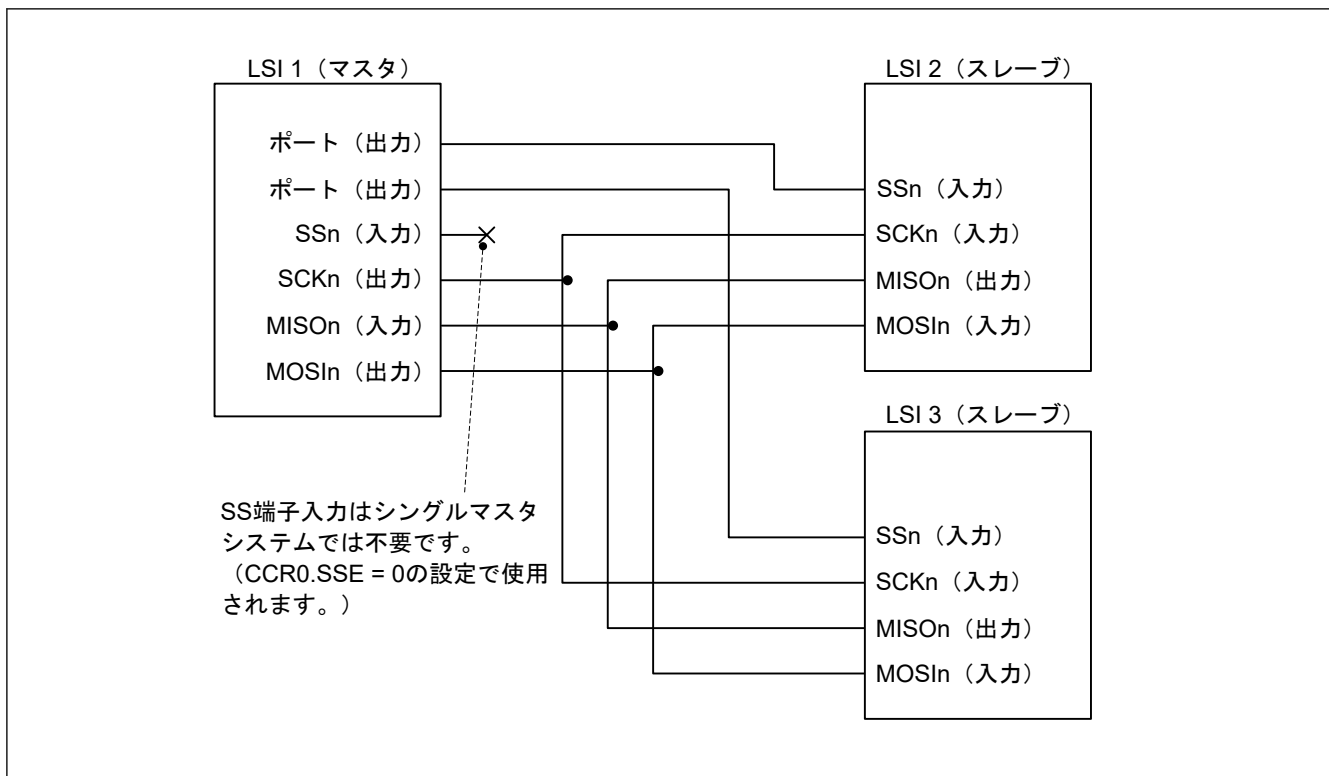 LSI 1（マスタ）
ポート（出力）
ポート（出力）
SSn（入力）
SCKn（出力）
MISOn（入力）
MOSIn（出力）
SS端子入力はシングルマスタ
システムでは不要です。
（CCR0.SSE = 0の設定で使用
されます。）
LSI 2（スレーブ）
SSn（入力）
SCKn（入力）
MISOn（出力）
MOSIn（入力）
LSI 3（スレーブ）
SSn（入力）
SCKn（入力）
MISOn（出力）
MOSIn（入力）